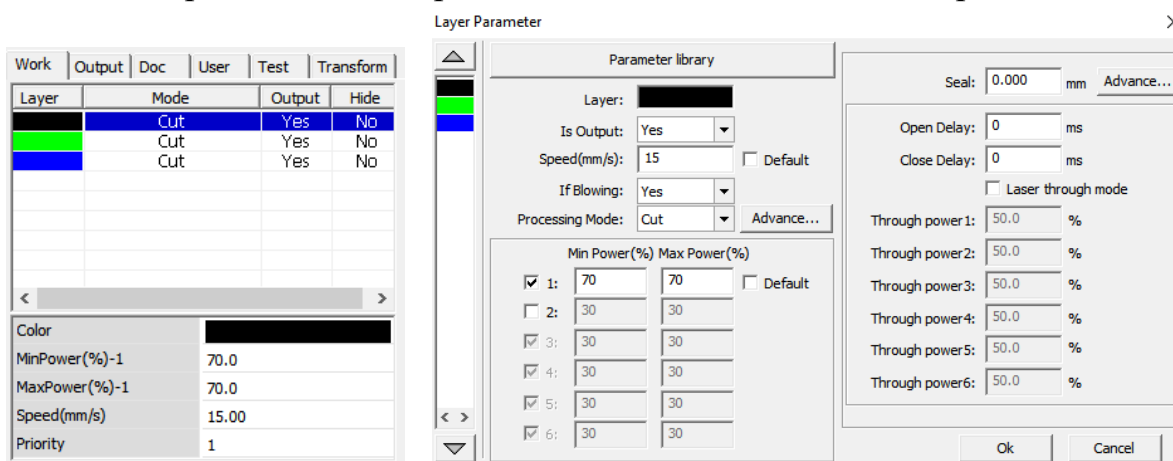 Work Output Doc User Test Transform
Layer Mode Output Hide
Cut Yes No
Cut Yes No
Cut Yes No
Color
MinPower(%)-1 70.0
MaxPower(%)-1 70.0
Speed(mm/s) 15.00
Priority 1
Layer Parameter
Parameter library
Layer:
Is Output: Yes
Speed(mm/s): 15 Default
If Blowing: Yes
Processing Mode: Cut Advance...
Min Power(%) Max Power(%)
1: 70 70 Default
2: 30 30
3: 30 30
4: 30 30
5: 30 30
6: 30 30
Seal: 0.000 mm Advance...
Open Delay: 0 ms
Close Delay: 0 ms
Laser through mode
Through power1: 50.0 %
Through power2: 50.0 %
Through power3: 50.0 %
Through power4: 50.0 %
Through power5: 50.0 %
Through power6: 50.0 %
Ok Cancel